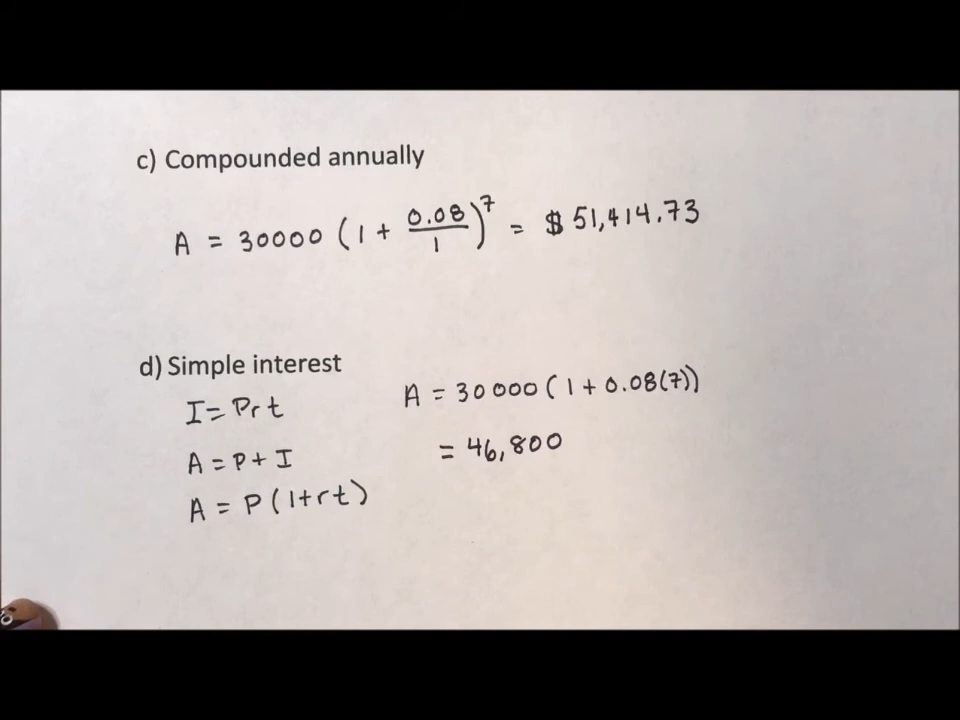 c) Compounded annually
A = 30000 (1 + 0.08/1)^7 = $51,414.73
d) Simple interest
I = Prt
A = P + I
A = P(1+rt)
A = 30000(1 + 0.08(7))
= 46,800